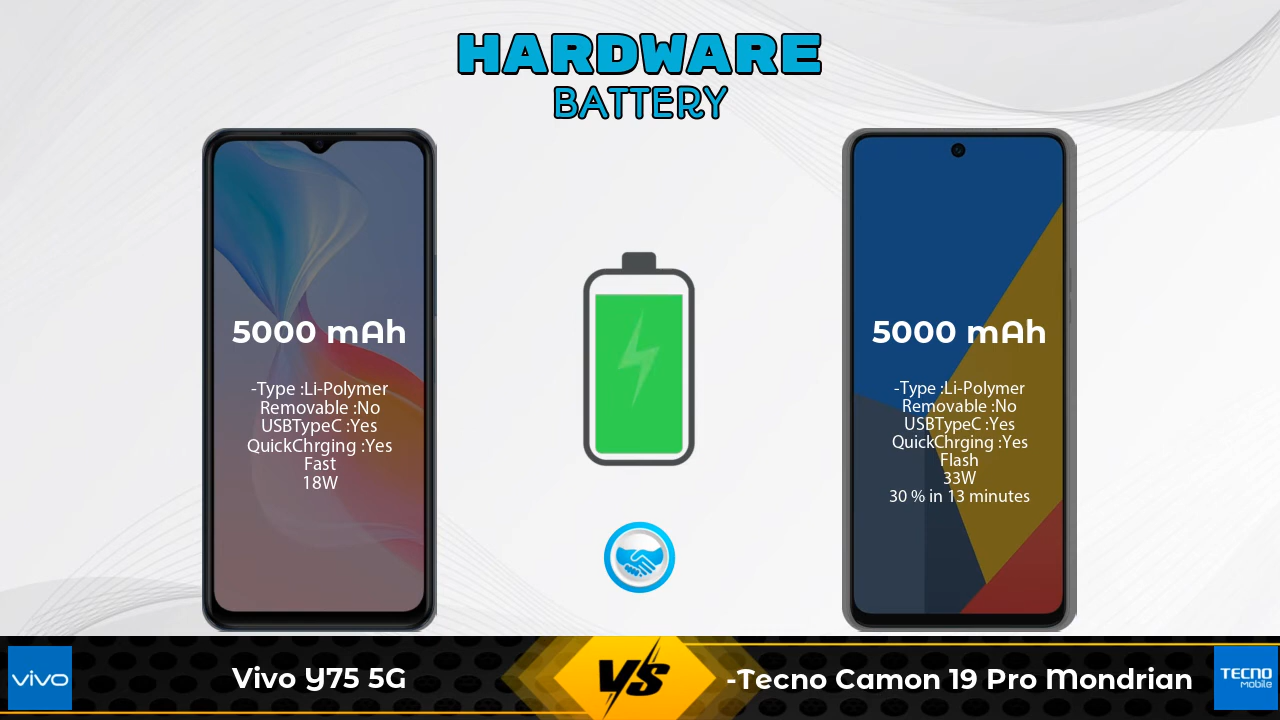 HARDWARE
BATTERY
5000 mAh
-Type :Li-Polymer
Removable :No
USBTypeC :Yes
QuickChrging :Yes
Fast
18W
5000 mAh
-Type :Li-Polymer
Removable :No
USBTypeC :Yes
QuickChrging :Yes
Flash
33W
30 % in 13 minutes
vivo
Vivo Y75 5G
VS
-Tecno Camon 19 Pro Mondrian
TECNO
mobile